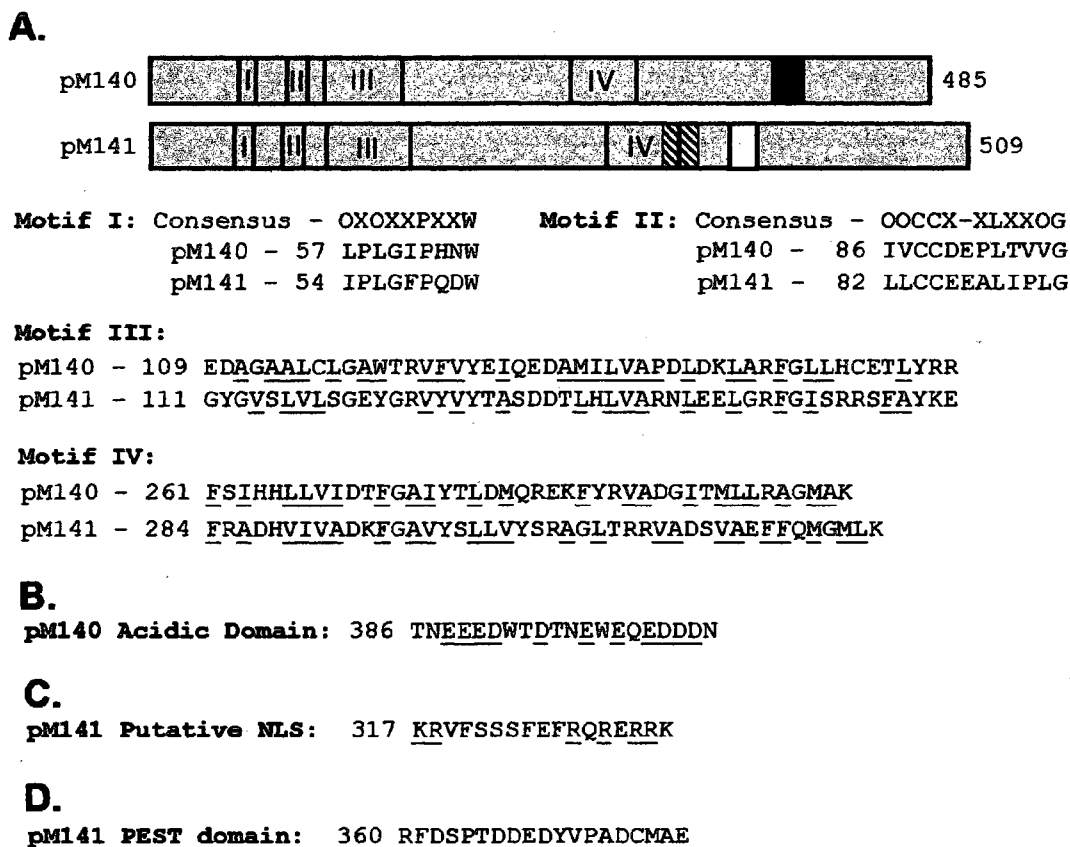 A.
pM140 I II III IV 485
pM141 I II III IV 509
Motif I: Consensus - OXOXXPXXW
pM140 - 57 LPLGIPHNW
pM141 - 54 IPLGFPQDW
Motif II: Consensus - OOCCX-XLXXOG
pM140 - 86 IVCCDEPLTVVG
pM141 - 82 LLCCEEALIPLG
Motif III:
pM140 - 109 EDAGAALCLGAWTRVFVYEIQEDAMILVAPDLDKLARFGLLHCETLYRR
pM141 - 111 GYGVSLVLSGEYGRVYVYTASDDTLHLVARNLEELGRFGISRRSFAYKE
Motif IV:
pM140 - 261 FSIHHLLVIDTFGAIYTLDMQREKFYRVADGITMLLRAGMAK
pM141 - 284 FRADHVIVADKFGAVYSLLVYSRAGLTRRVADSVAEFFQMGMLK
B.
pM140 Acidic Domain: 386 TNEEEDWTDTNEWEQEDDDN
C.
pM141 Putative NLS: 317 KRVFSSSFEFRQRERRK
D.
pM141 PEST domain: 360 RFDSPTDDEDYVPADCMAE